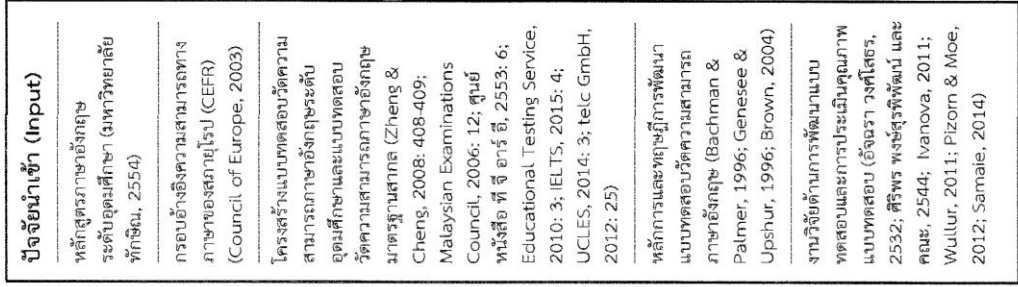 ปัจจัยนำเข้า (Input)
หลักสูตรภาษาอังกฤษ
ระดับอุดมศึกษา (มหาวิทยาลัย
ทักษิณ, 2554)
กรอบอ้างอิงความสามารถทาง
ภาษาของสภายุโรป (CEFR)
(Council of Europe, 2003)
โครงสร้างแบบทดสอบวัดความ
สามารถภาษาอังกฤษระดับ
อุดมศึกษาและแบบทดสอบ
วัดความสามารถภาษาอังกฤษ
มาตรฐานสากล (Zheng &
Cheng, 2008: 408-409;
Malaysian Examinations
Council, 2006: 12; ศูนย์
หนังสือ ที จี อาร์ อี, 2553: 6;
Educational Testing Service,
2010: 3; IELTS, 2015: 4;
UCLES, 2014: 3; telc GmbH,
2012: 25)
หลักการและทฤษฎีการพัฒนา
แบบทดสอบวัดความสามารถ
ภาษาอังกฤษ (Bachman &
Palmer, 1996; Genesee &
Upshur, 1996; Brown, 2004)
งานวิจัยด้านการพัฒนาแบบ
ทดสอบและการประเมินคุณภาพ
แบบทดสอบ (อัจฉรา วงศ์โสธร,
2532; ศิริพร พงษ์สุรพิพัฒน์ และ
คณะ, 2544; Ivanova, 2011;
Wullur, 2011; Pizorn & Moe,
2012; Samaie, 2014)